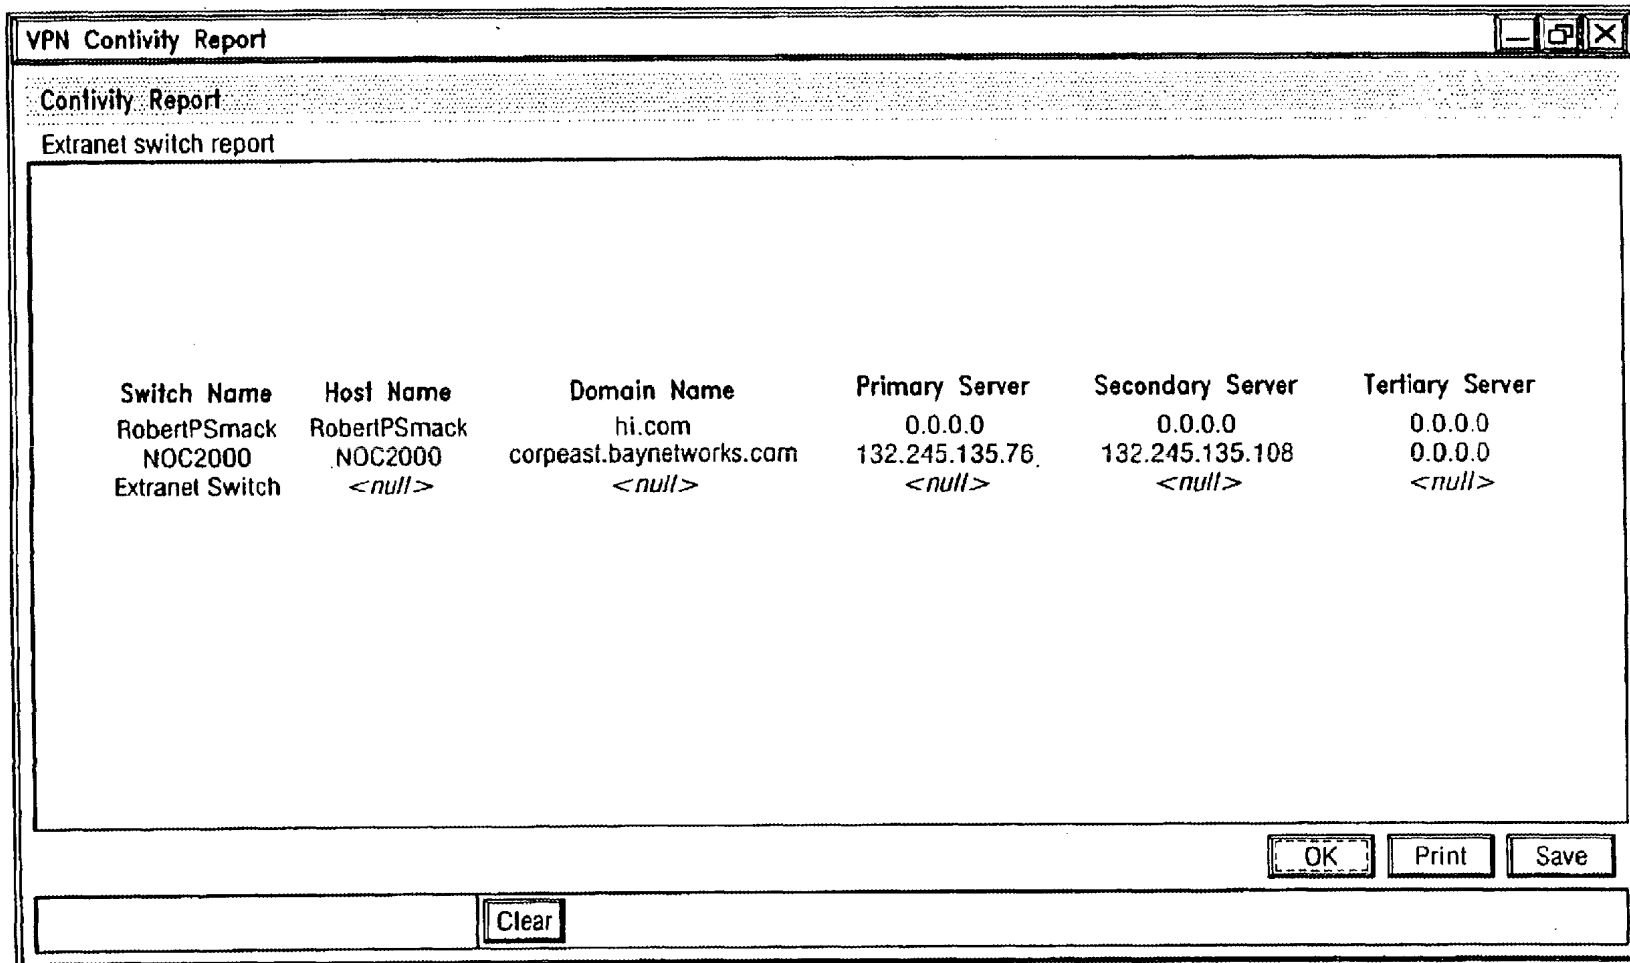 VPN Contivity Report
Contivity Report
Extranet switch report
Switch Name Host Name Domain Name Primary Server Secondary Server Tertiary Server
RobertPSmack RobertPSmack hi.com 0.0.0.0 0.0.0.0 0.0.0.0
NOC2000 NOC2000 corpeast.baynetworks.com 132.245.135.76 132.245.135.108 0.0.0.0
Extranet Switch <null> <null> <null> <null> <null>
OK Print Save
Clear